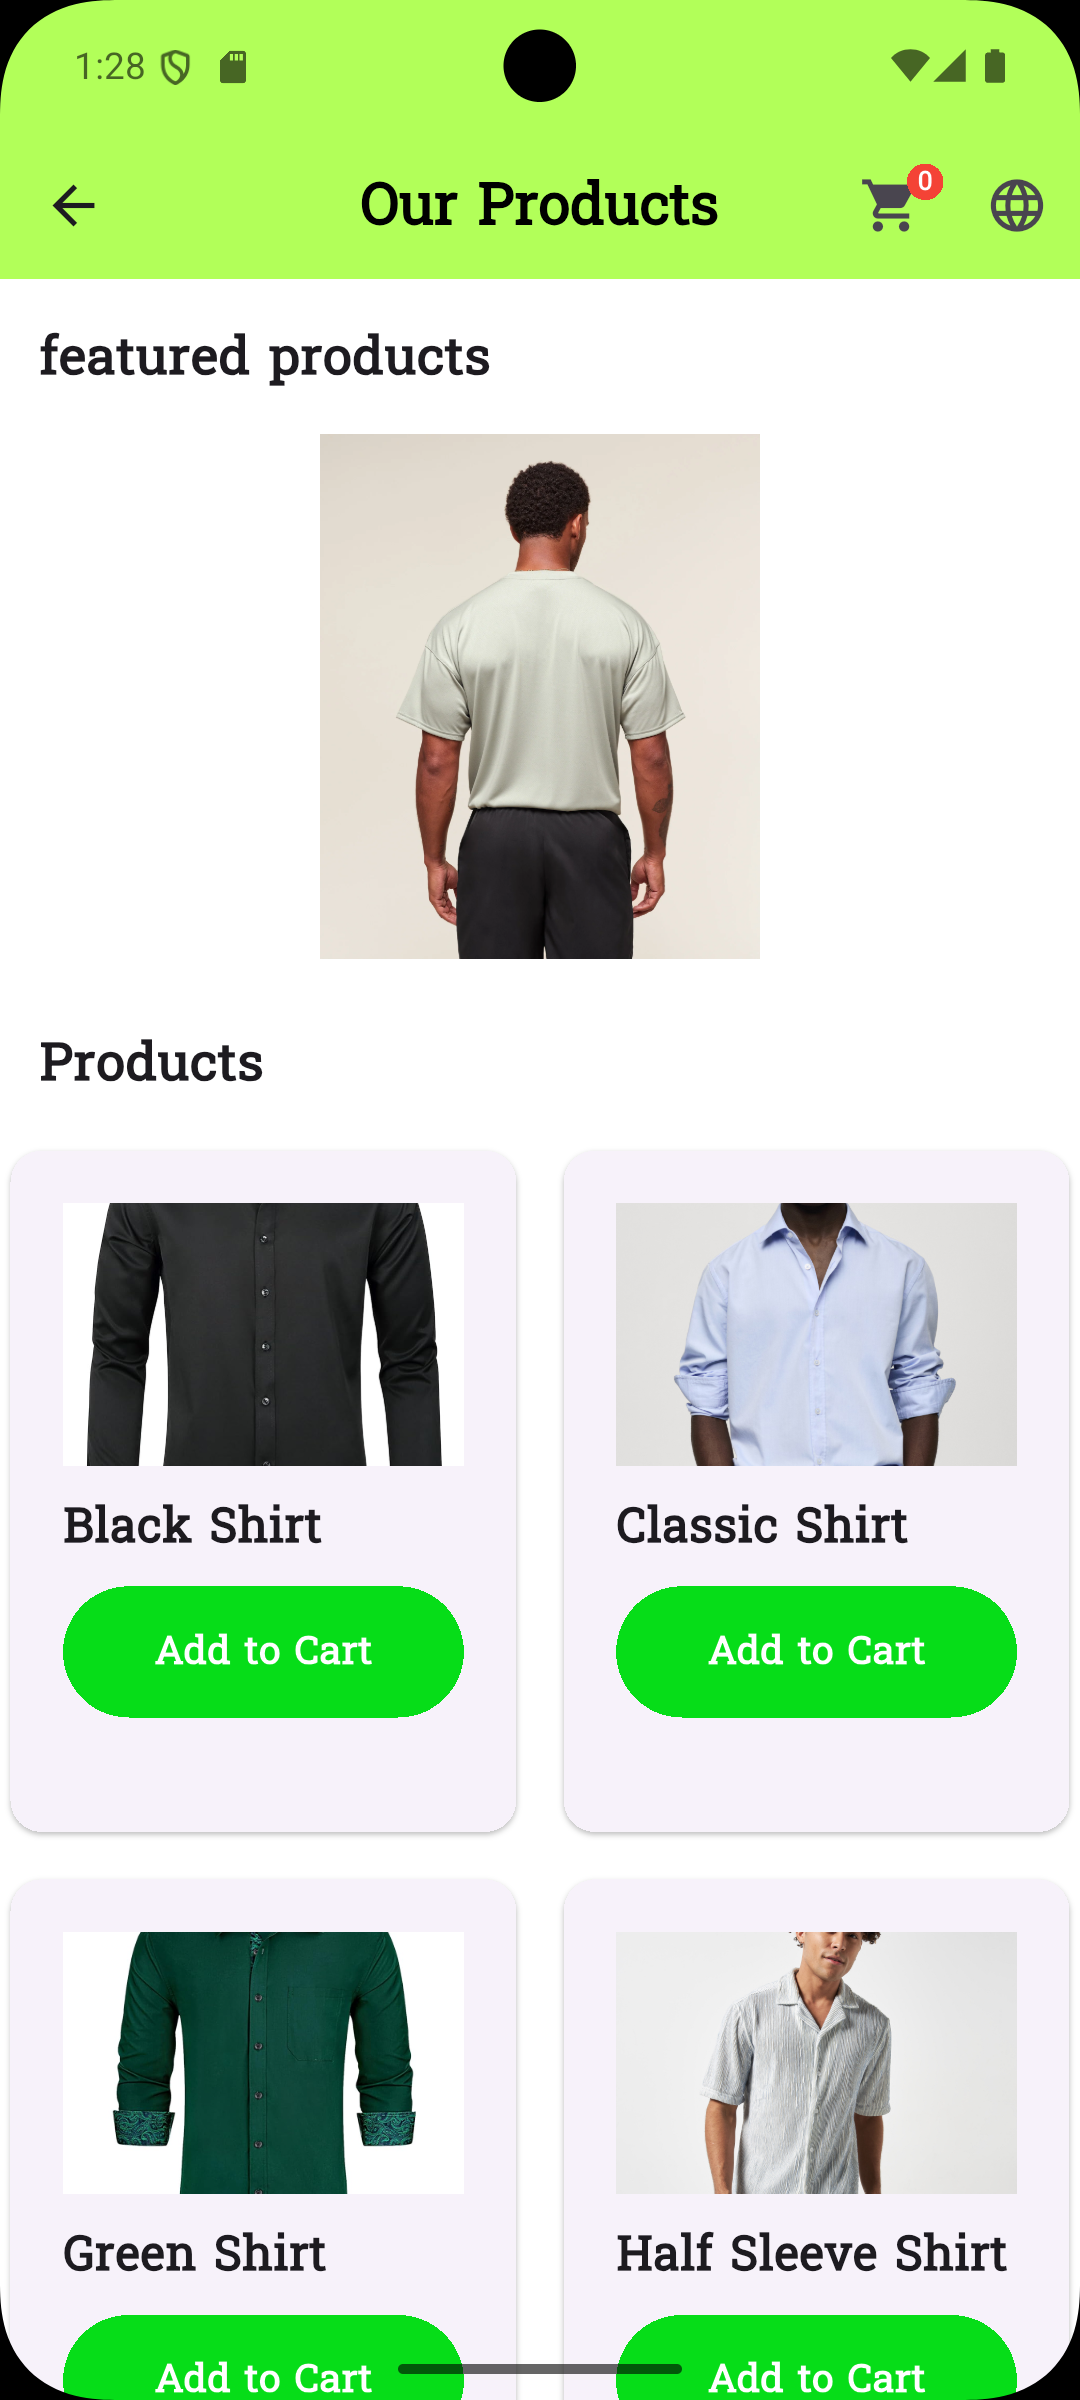 1:28
Our Products
0
featured products
Products
Black Shirt
Classic Shirt
Add to Cart
Add to Cart
Green Shirt
Half Sleeve Shirt
Add to Cart
Add to Cart